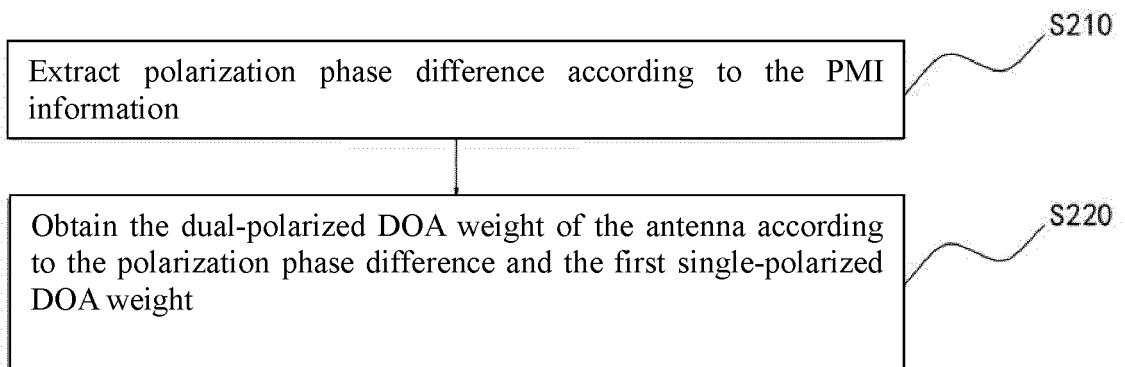 S210
Extract polarization phase difference according to the PMI
information
S220
Obtain the dual-polarized DOA weight of the antenna according
to the polarization phase difference and the first single-polarized
DOA weight